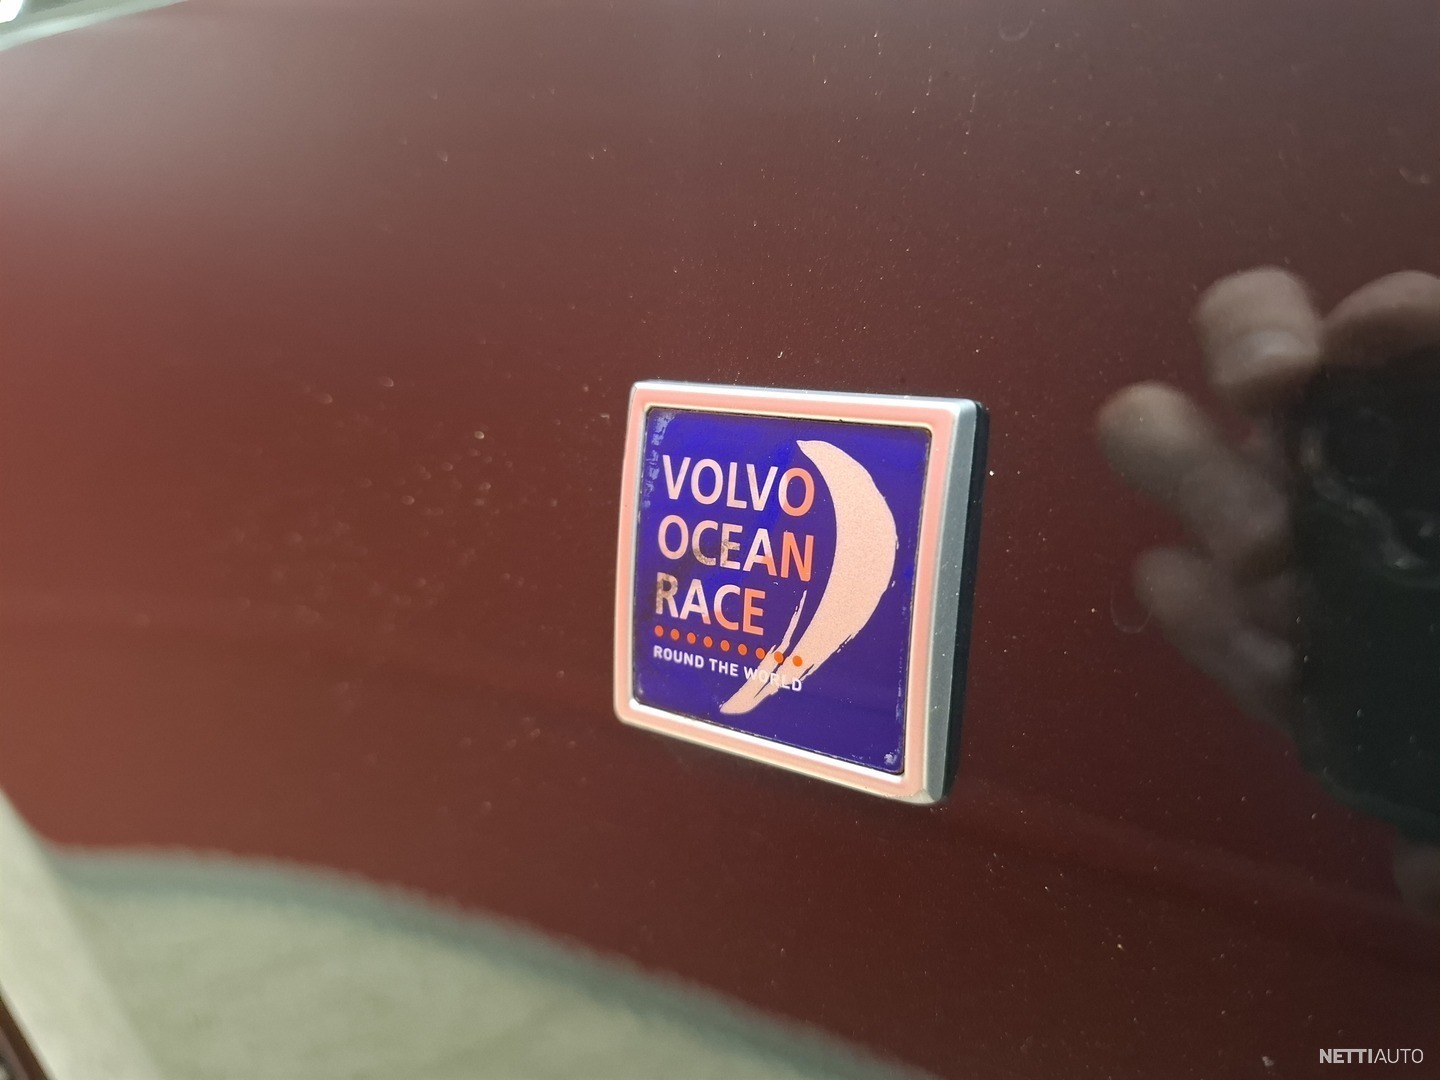 VOLVO
OCEAN
RACE
ROUND THE WORLD
NETTIAUTO